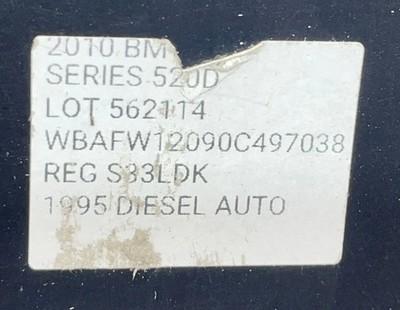 2010 BM
SERIES 520D
LOT 562114
WBAFW12090C497038
REG S33LDK
1995 DIESEL AUTO